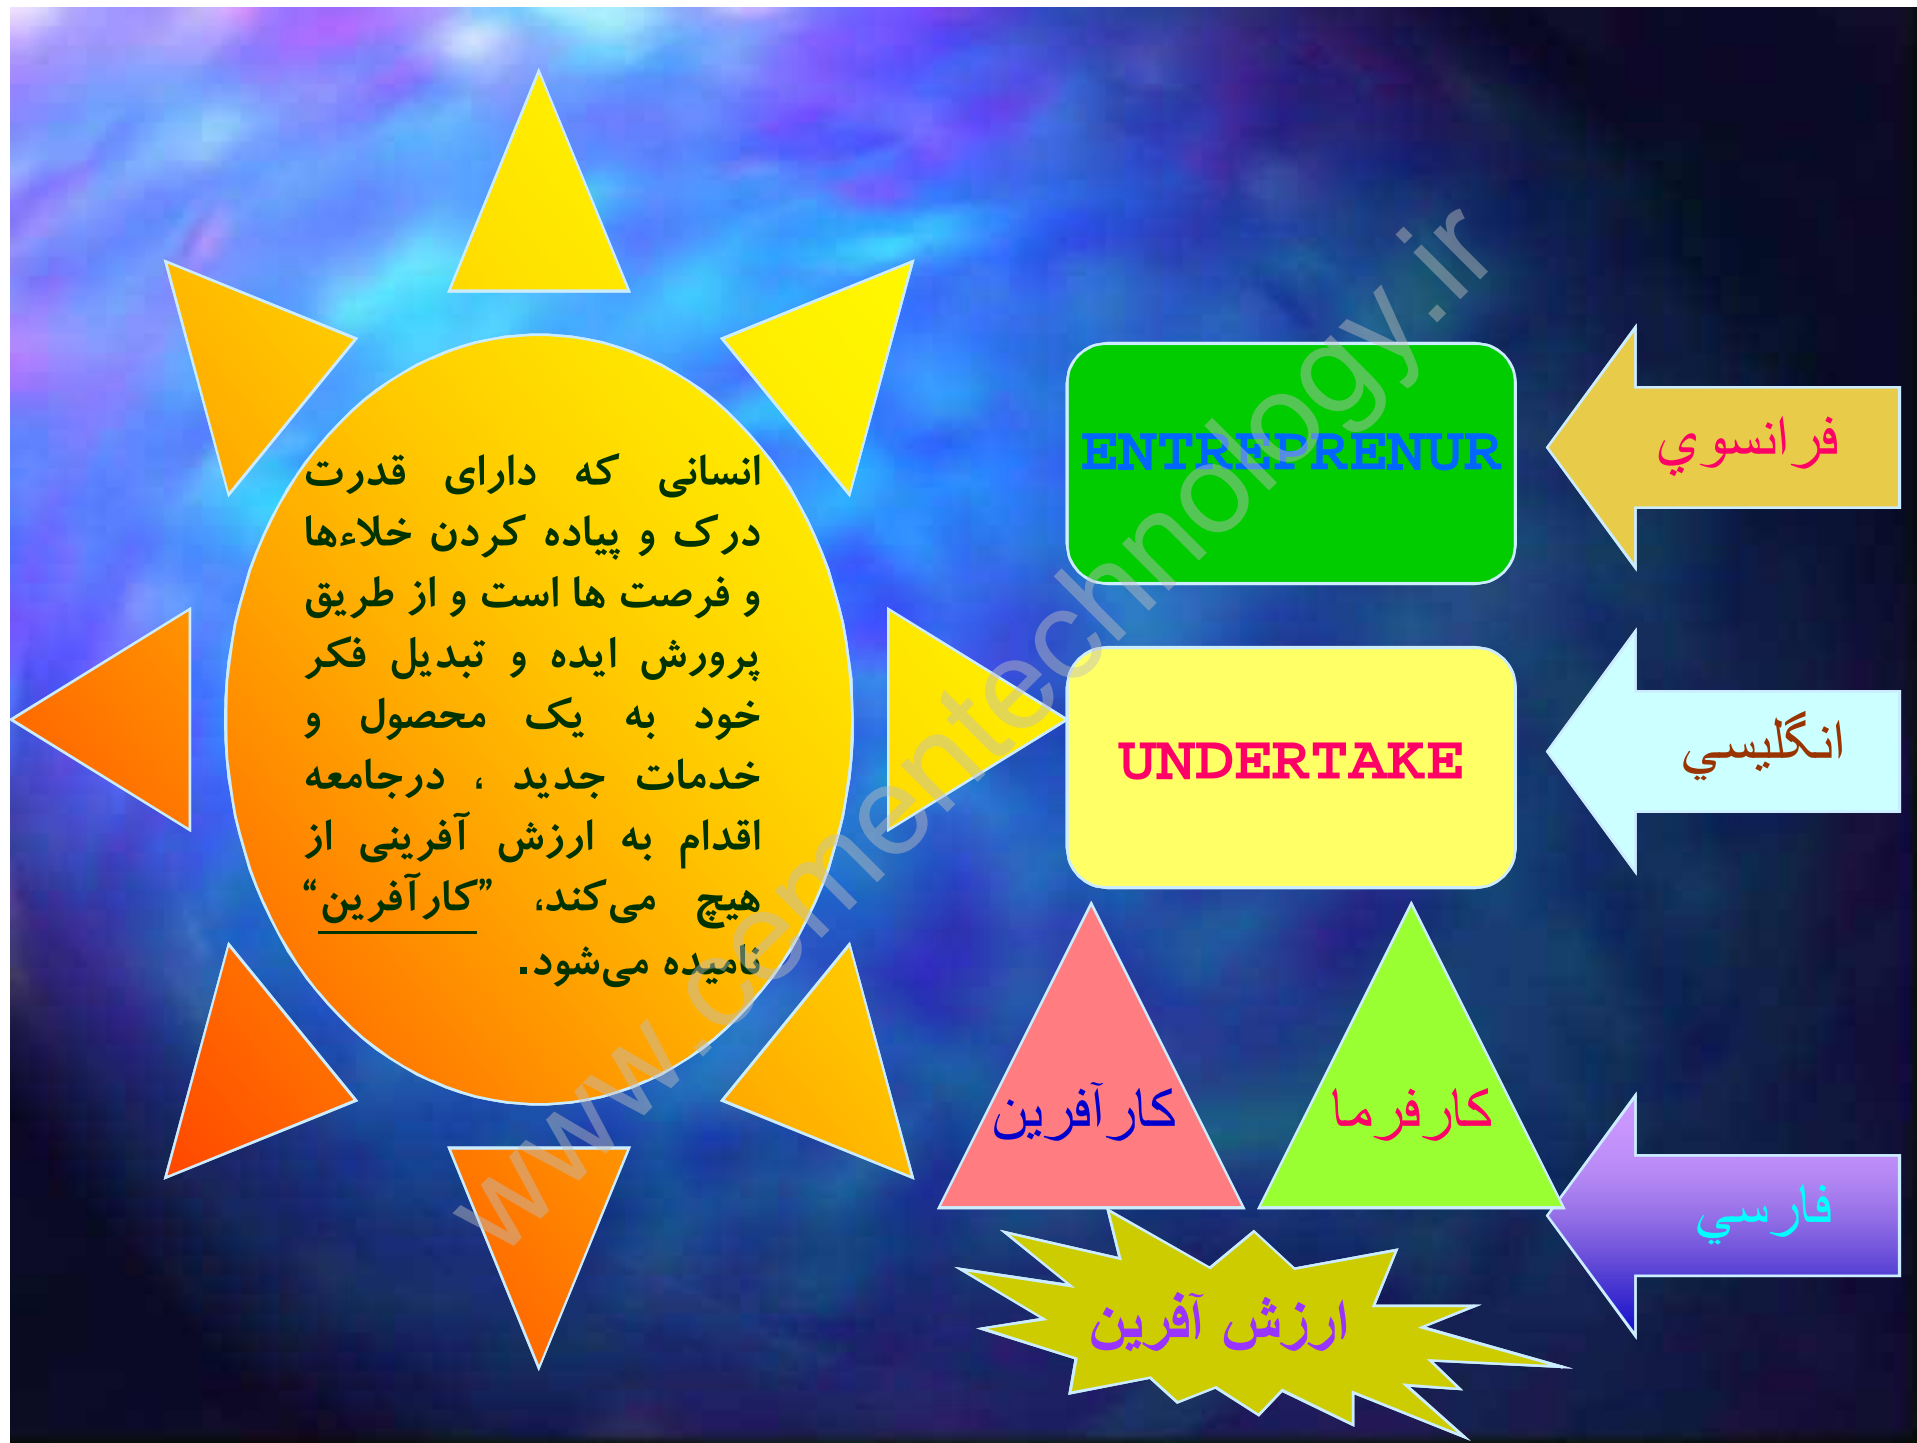 فرانسوي
ENTREPRENUR
انگليسي
UNDERTAKE
فارسي
كارفرما
كارآفرين
ارزش آفرين
انسانی که دارای قدرت
درک و پیاده کردن خلاءها
و فرصت ها است و از طریق
پرورش ایده و تبدیل فکر
خود به یک محصول و
خدمات جدید ، درجامعه
اقدام به ارزش آفرینی از
هیچ می‌کند، ”کارآفرین“
نامیده می‌شود.
www.cementechnology.ir